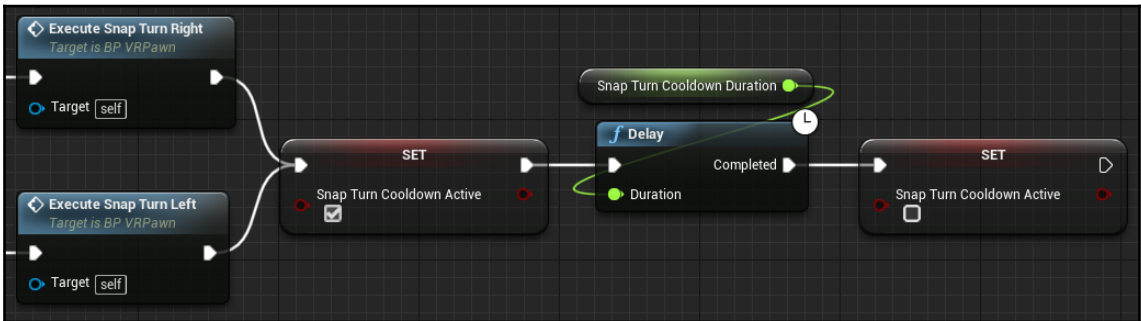 Execute Snap Turn Right
Target is BP VRPawn
Target self
Snap Turn Cooldown Duration
f Delay
Completed
Duration
SET
Snap Turn Cooldown Active
SET
Snap Turn Cooldown Active
Execute Snap Turn Left
Target is BP VRPawn
Target self